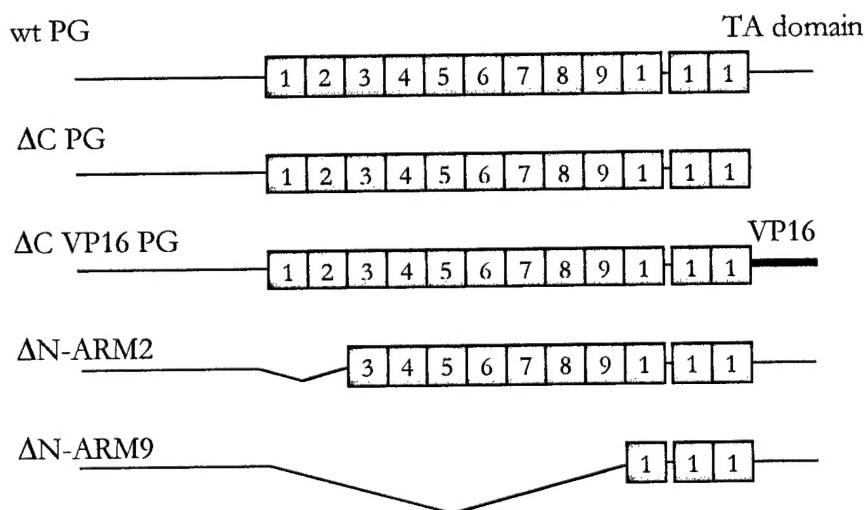 wt PG
TA domain
1 2 3 4 5 6 7 8 9 1 1 1
ΔC PG
1 2 3 4 5 6 7 8 9 1 1 1
ΔC VP16 PG
VP16
1 2 3 4 5 6 7 8 9 1 1 1
ΔN-ARM2
3 4 5 6 7 8 9 1 1 1
ΔN-ARM9
1 1 1